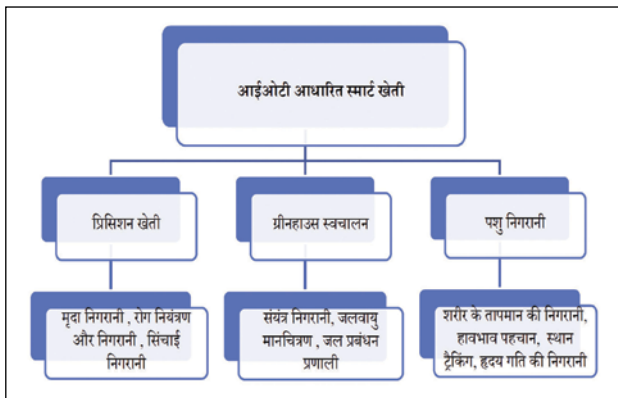 आईओटी आधारित स्मार्ट खेती
प्रिसिशन खेती
ग्रीनहाउस स्वचालन
पशु निगरानी
मृदा निगरानी , रोग नियंत्रण
और निगरानी , सिंचाई
निगरानी
संयंत्र निगरानी, जलवायु
मानचित्रण , जल प्रबंधन
प्रणाली
शरीर के तापमान की निगरानी,
हावभाव पहचान, स्थान
ट्रैकिंग, हृदय गति की निगरानी